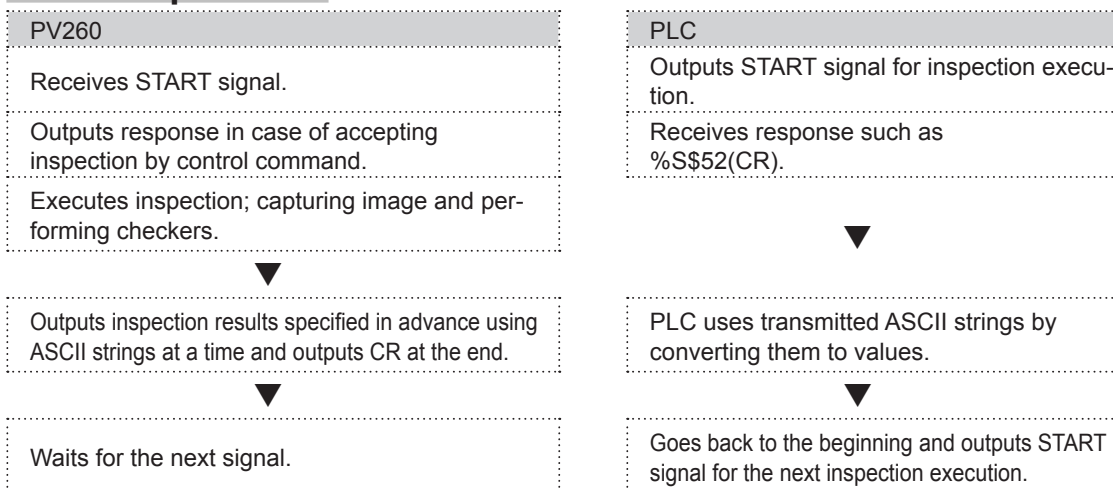 PV260
Receives START signal.
Outputs response in case of accepting
inspection by control command.
Executes inspection; capturing image and per-
forming checkers.
Outputs inspection results specified in advance using
ASCII strings at a time and outputs CR at the end.
Waits for the next signal.
PLC
Outputs START signal for inspection execu-
tion.
Receives response such as
%S$52(CR).
PLC uses transmitted ASCII strings by
converting them to values.
Goes back to the beginning and outputs START
signal for the next inspection execution.